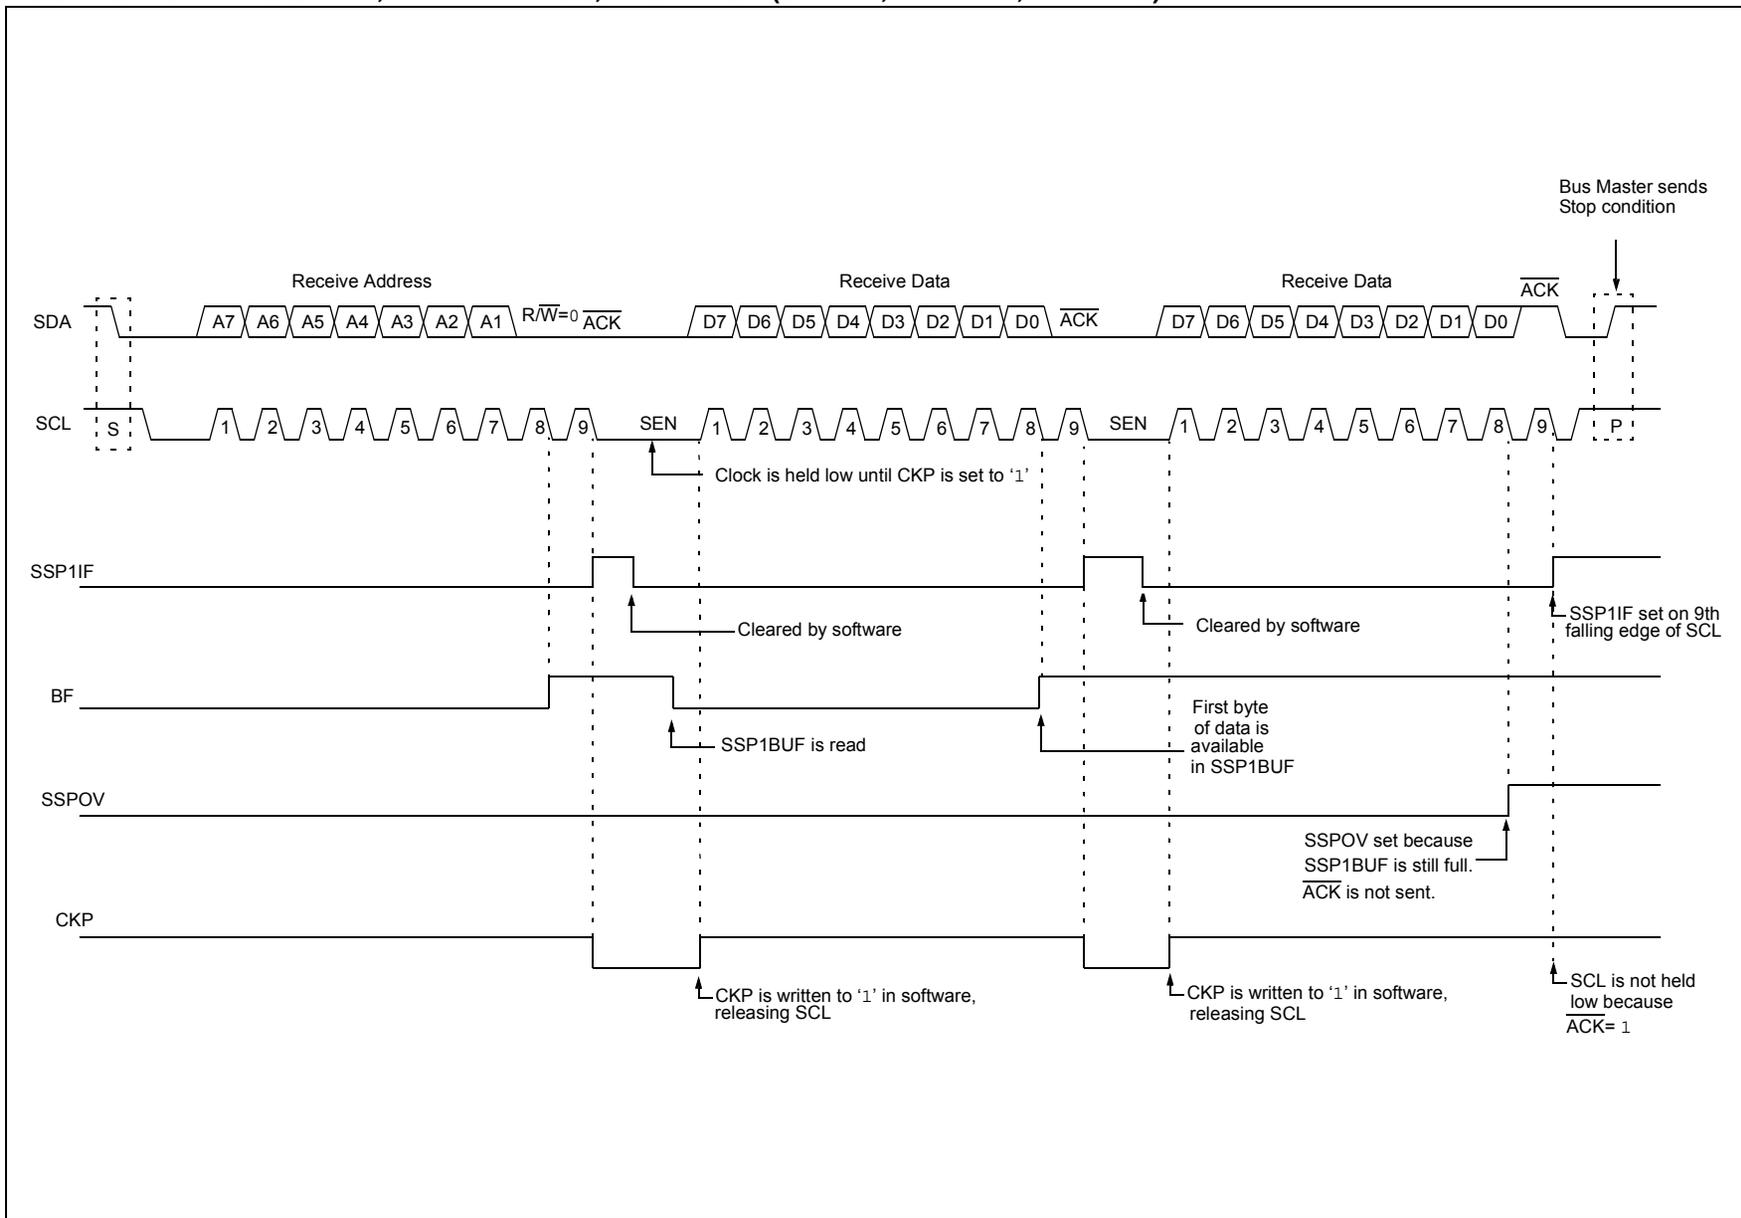 Bus Master sends
Stop condition
Receive Address
Receive Data
Receive Data
ACK
SDA
A7 A6 A5 A4 A3 A2 A1 R/W=0 ACK
D7 D6 D5 D4 D3 D2 D1 D0 ACK
D7 D6 D5 D4 D3 D2 D1 D0
SCL
S 1 2 3 4 5 6 7 8 9 SEN 1 2 3 4 5 6 7 8 9 SEN 1 2 3 4 5 6 7 8 9 P
Clock is held low until CKP is set to ‘1’
SSP1IF
Cleared by software
Cleared by software
SSP1IF set on 9th
falling edge of SCL
BF
SSP1BUF is read
First byte
of data is
available
in SSP1BUF
SSPOV
SSPOV set because
SSP1BUF is still full.
ACK is not sent.
CKP
CKP is written to ‘1’ in software,
releasing SCL
CKP is written to ‘1’ in software,
releasing SCL
SCL is not held
low because
ACK= 1